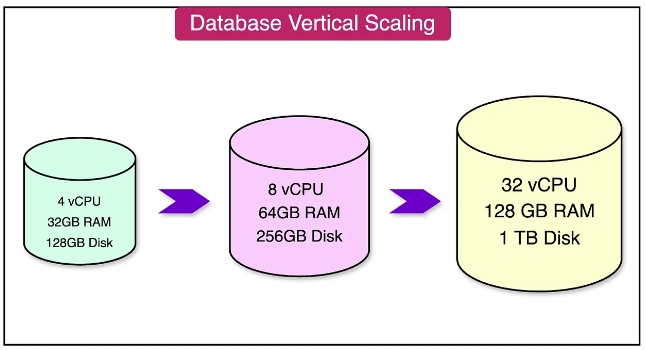 Database Vertical Scaling
4 vCPU
32GB RAM
128GB Disk
8 vCPU
64GB RAM
256GB Disk
32 vCPU
128 GB RAM
1 TB Disk